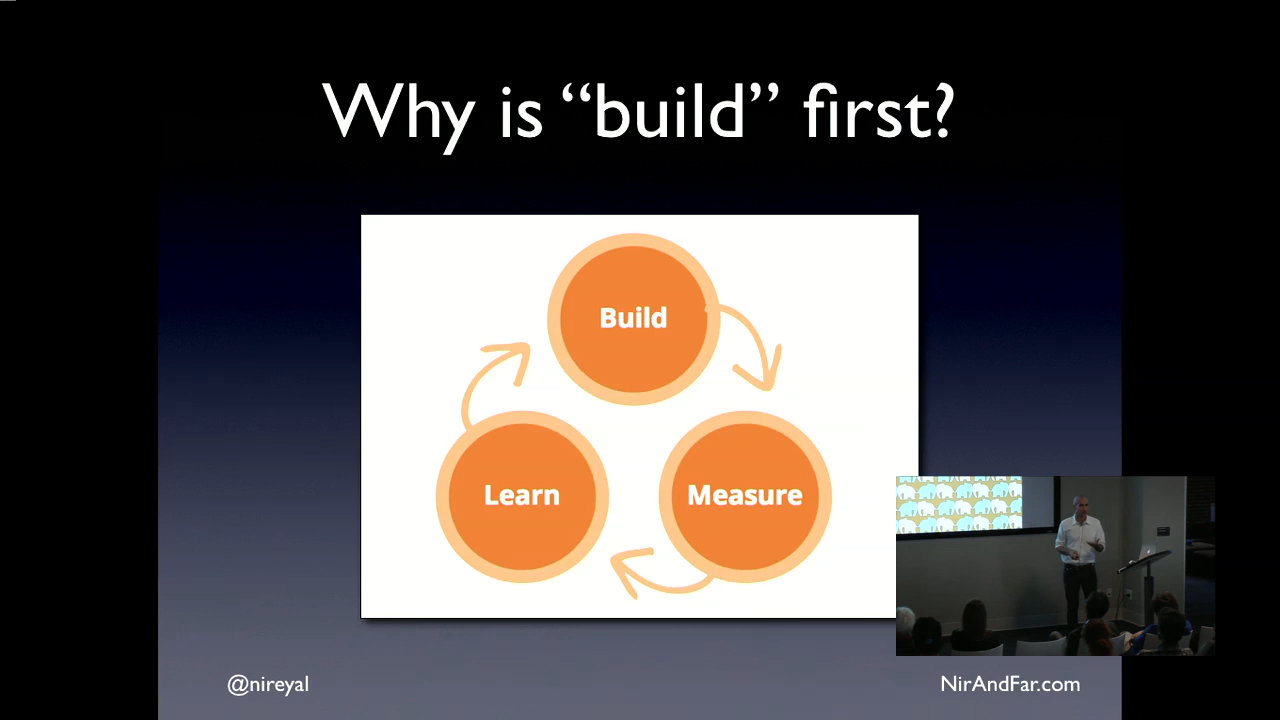 Why is “build” first?
Build
Learn
Measure
@nireyal
NirAndFar.com